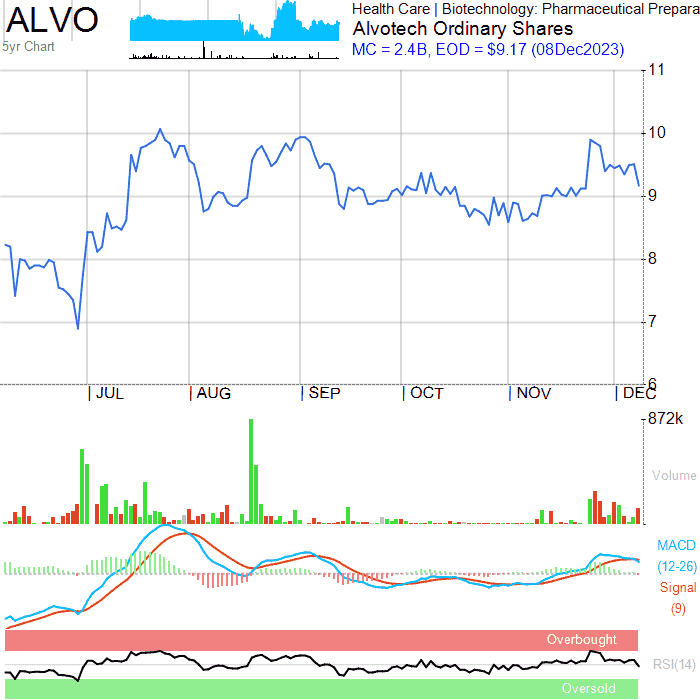 ALVO
5yr Chart
Health Care | Biotechnology: Pharmaceutical Prepara
Alvotech Ordinary Shares
MC = 2.4B, EOD = $9.17 (08Dec2023)
11
10
9
8
7
6
JUL AUG SEP OCT NOV DEC
872k
Volume
MACD
(12-26)
Signal
(9)
Overbought
RSI(14)
Oversold